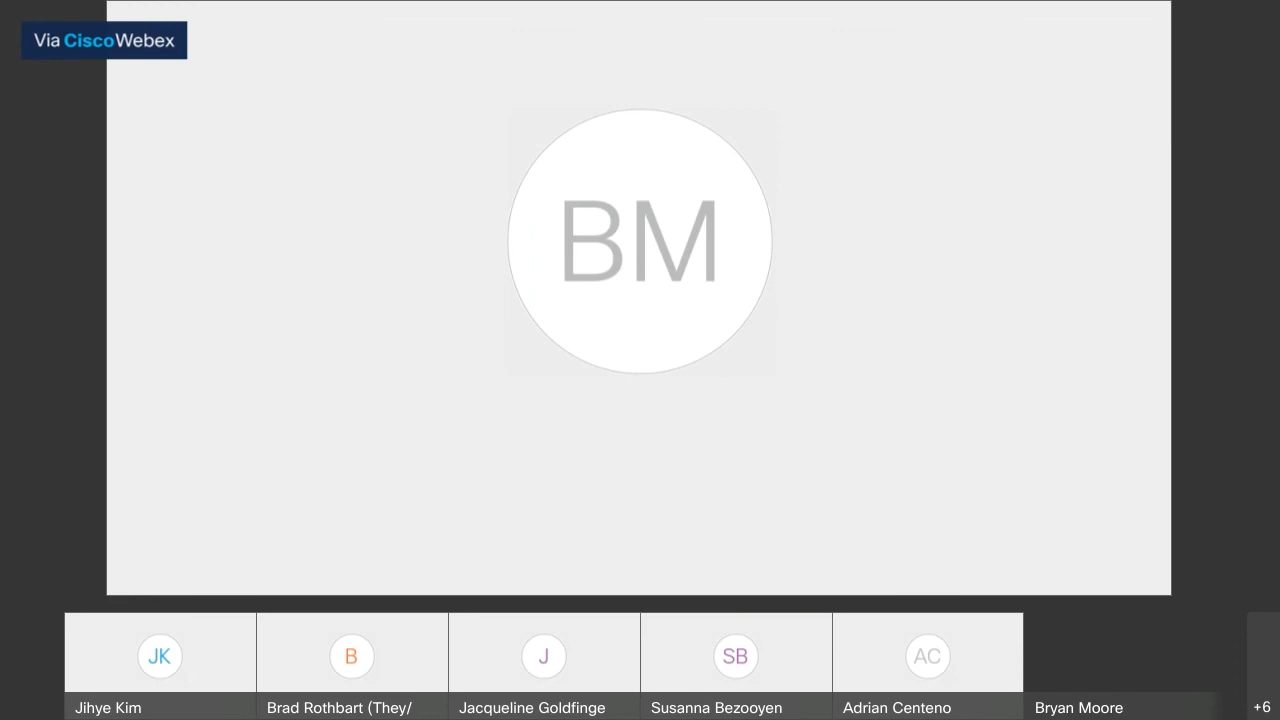 Via CiscoWebex
BM
JK
B
J
SB
AC
Jihye Kim
Brad Rothbart (They/
Jacqueline Goldfinge
Susanna Bezooyen
Adrian Centeno
Bryan Moore
+6